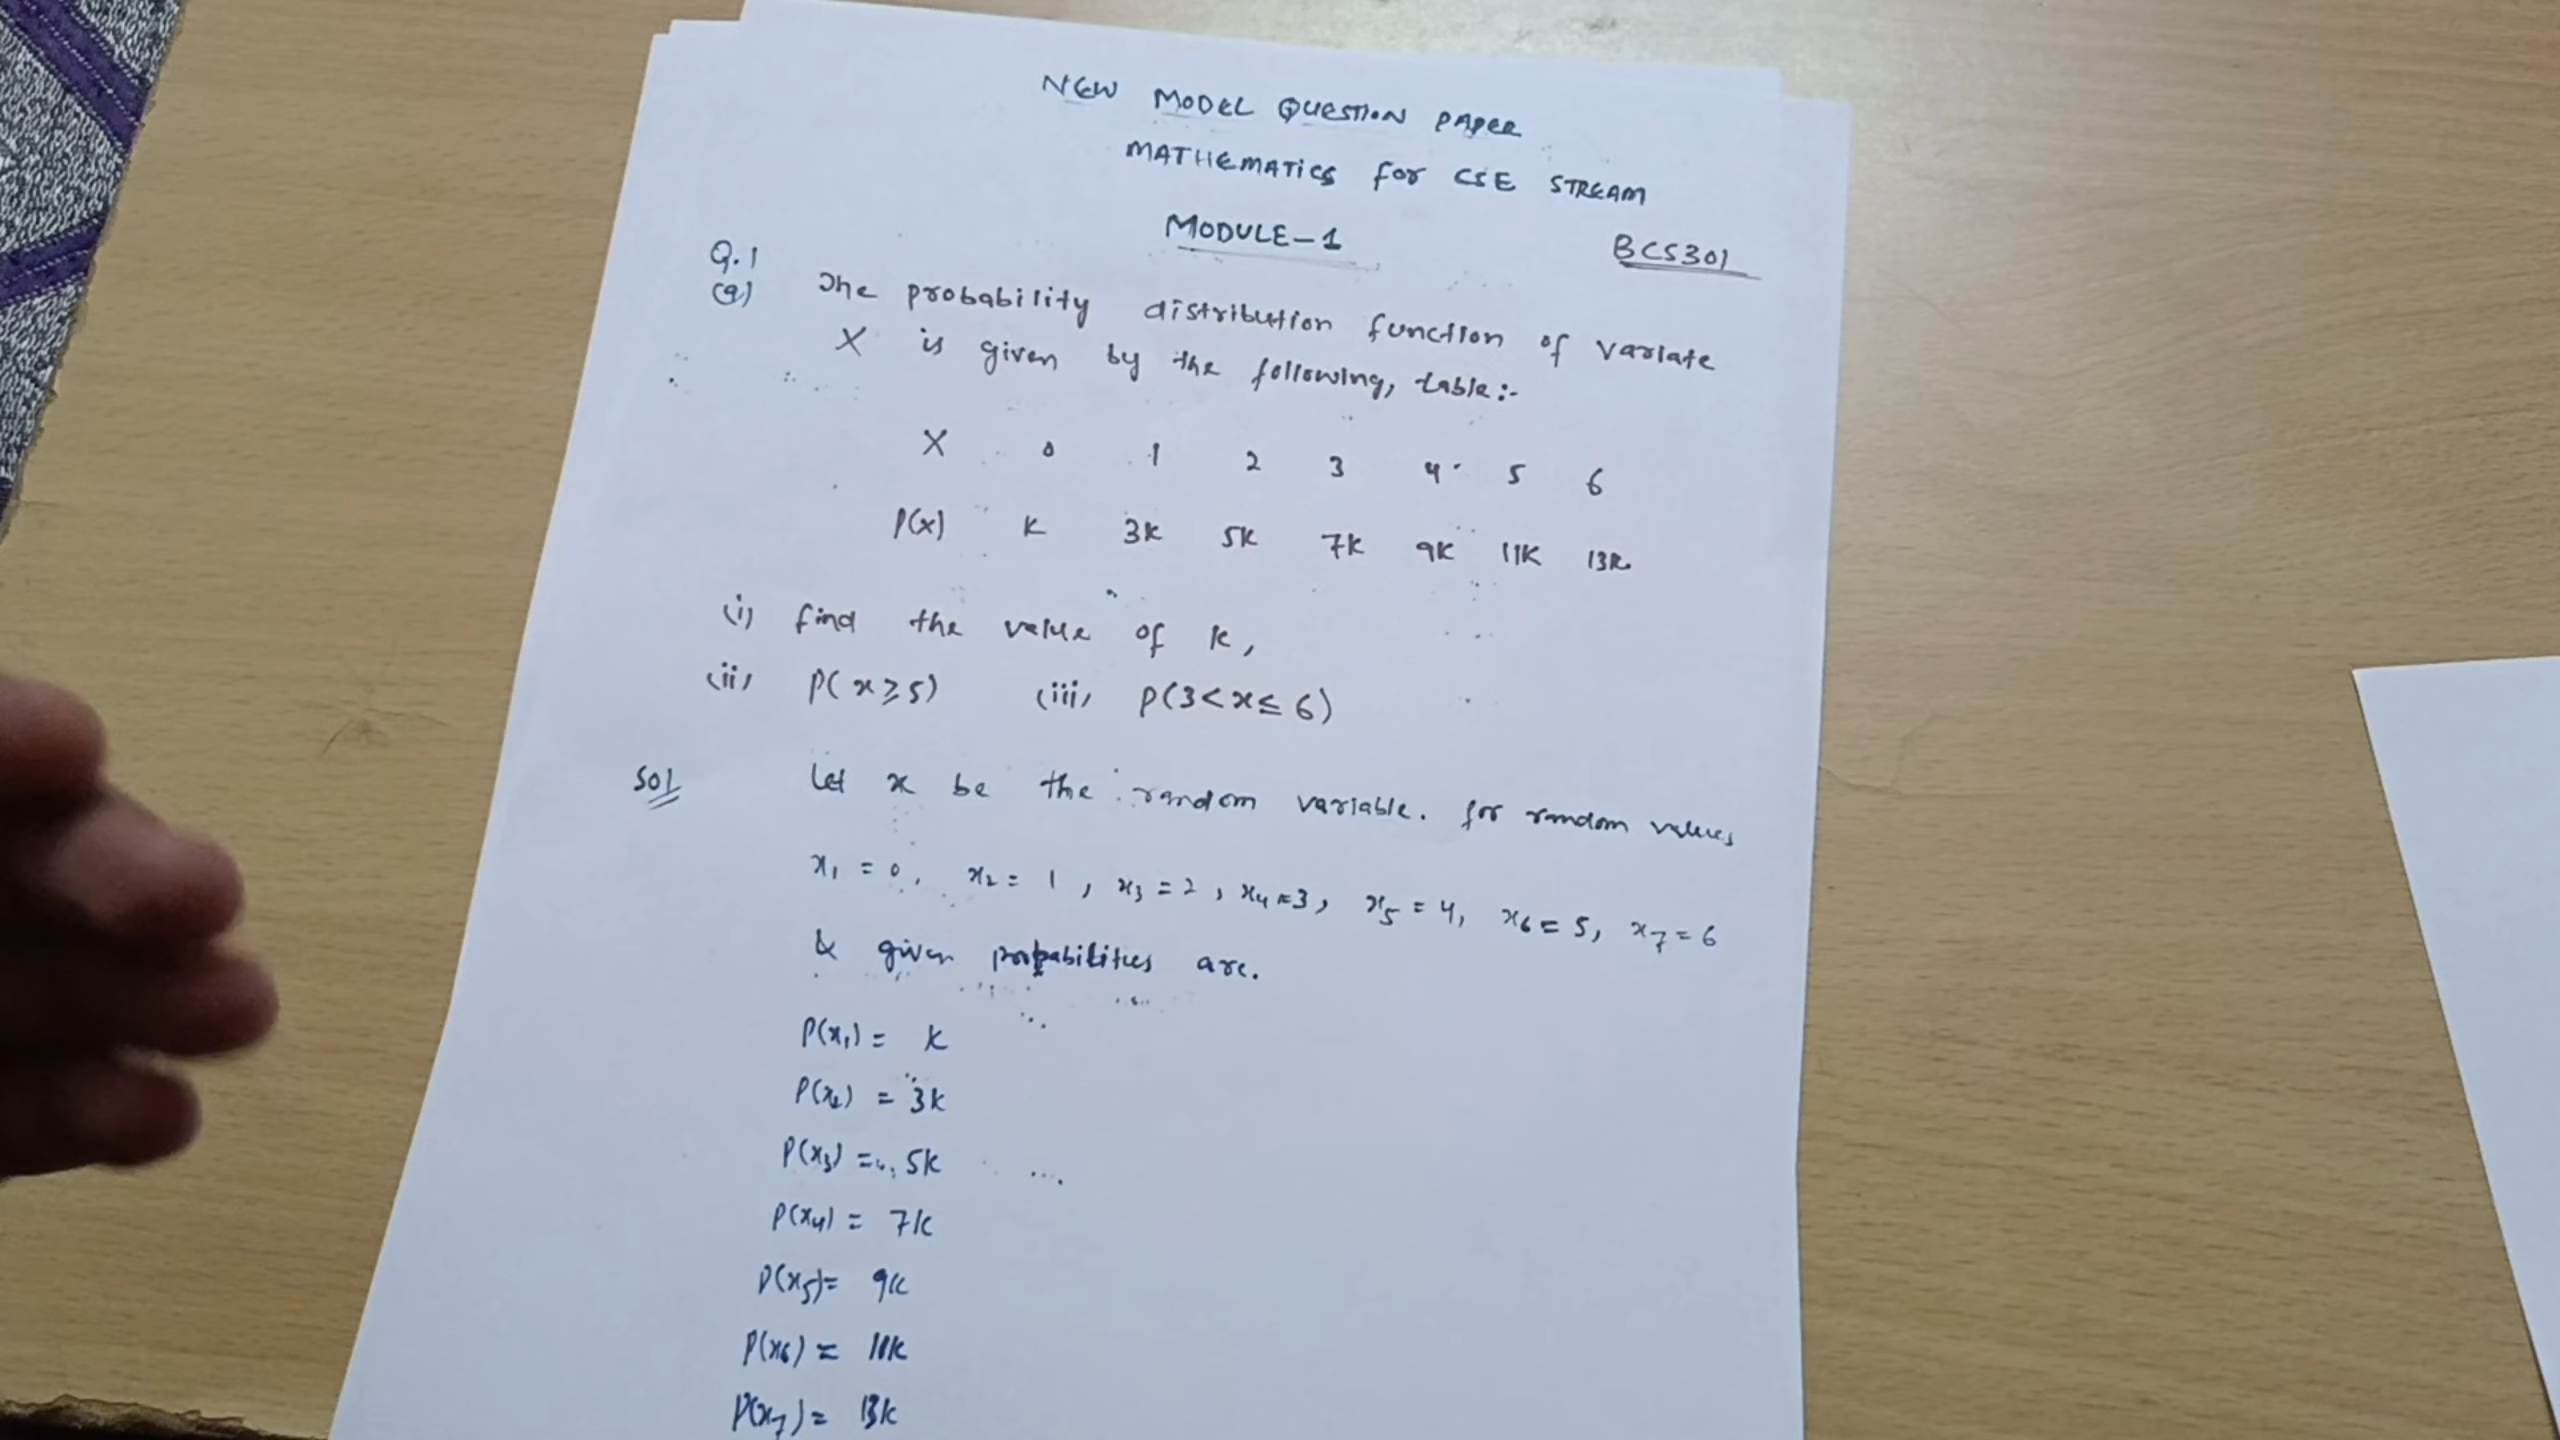 NEW MODEL QUESTION PAPER
MATHEMATICS for CSE STREAM
MODULE-1
BCS301
Q.1
(a) The probability distribution function of variate
X is given by the following, table:-
X 0 1 2 3 4 5 6
P(x) K 3K 5K 7K 9K 11K 13K
(i) find the value of k,
(ii) P(x≥5) (iii) P(3<x≤6)
Sol Let x be the random variable. for random values
x₁ = 0, x₂ = 1, x₃ = 2, x₄ = 3, x₅ = 4, x₆ = 5, x₇ = 6
& given probabilities are.
P(x₁) = K
P(x₂) = 3K
P(x₃) = 5K
P(x₄) = 7K
P(x₅) = 9K
P(x₆) = 11K
P(x₇) = 13K